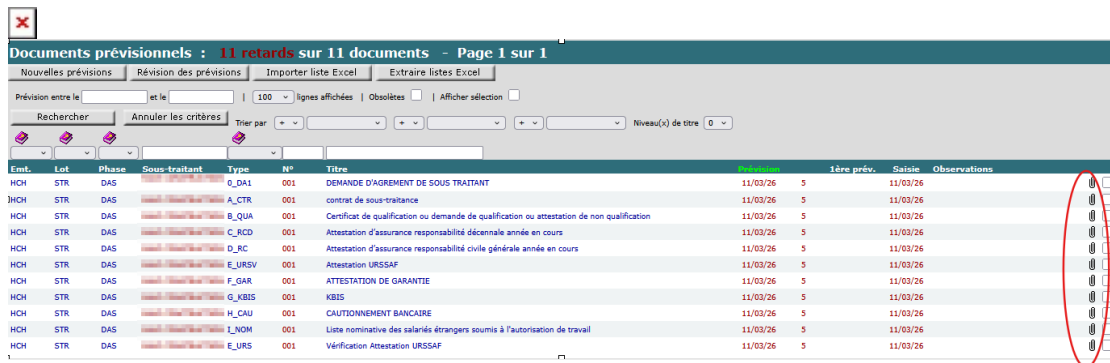 Documents prévisionnels : 11 retards sur 11 documents - Page 1 sur 1
Nouvelles prévisions Révision des prévisions Importer liste Excel Extraire listes Excel
Prévision entre le et le | 100 lignes affichées | Obsolètes | Afficher sélection
Rechercher Annuler les critères Trier par + + + Niveau(x) de titre 0
Emt. Lot Phase Sous-traitant Type N° Titre Prévision 1ère prév. Saisie Observations
HCH STR DAS 0_DA1 001 DEMANDE D'AGREMENT DE SOUS TRAITANT 11/03/26 5 11/03/26
HCH STR DAS A_CTR 001 contrat de sous-traitance 11/03/26 5 11/03/26
HCH STR DAS B_QUA 001 Certificat de qualification ou demande de qualification ou attestation de non qualification 11/03/26 5 11/03/26
HCH STR DAS C_RCD 001 Attestation d'assurance responsabilité décennale année en cours 11/03/26 5 11/03/26
HCH STR DAS D_RC 001 Attestation d'assurance responsabilité civile générale année en cours 11/03/26 5 11/03/26
HCH STR DAS E_URSV 001 Attestation URSSAF 11/03/26 5 11/03/26
HCH STR DAS F_GAR 001 ATTESTATION DE GARANTIE 11/03/26 5 11/03/26
HCH STR DAS G_KBIS 001 KBIS 11/03/26 5 11/03/26
HCH STR DAS H_CAU 001 CAUTIONNEMENT BANCAIRE 11/03/26 5 11/03/26
HCH STR DAS I_NOM 001 Liste nominative des salariés étrangers soumis à l'autorisation de travail 11/03/26 5 11/03/26
HCH STR DAS E_URS 001 Vérification Attestation URSSAF 11/03/26 5 11/03/26